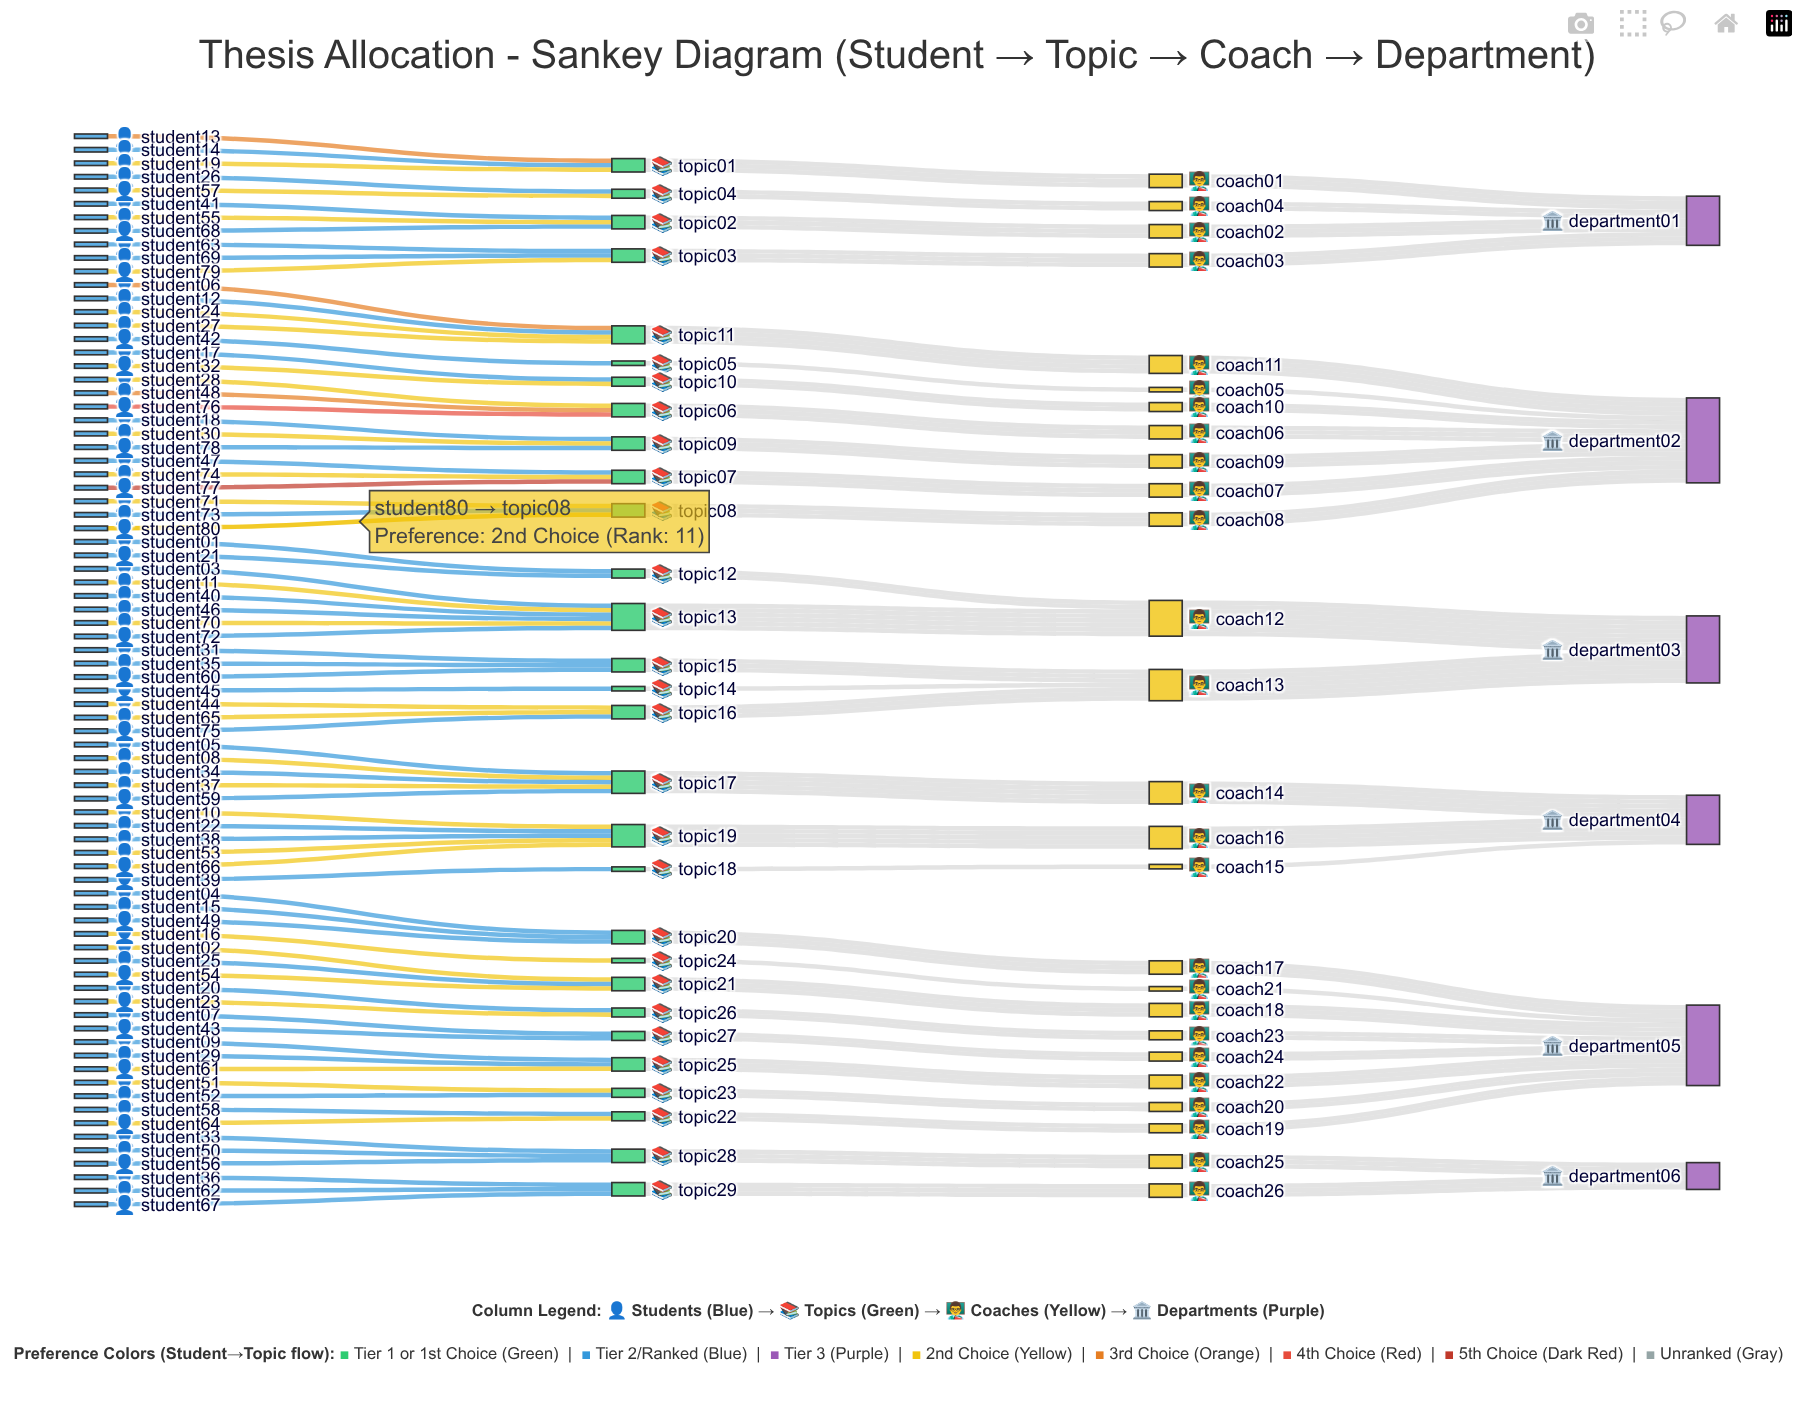 Thesis Allocation - Sankey Diagram (Student → Topic → Coach → Department)
student13
student14
student19
student26
student57
student41
student55
student68
student63
student69
student79
student06
student12
student24
student27
student42
student17
student32
student28
student48
student76
student18
student30
student78
student47
student74
student77
student71
student73
student80
student01
student21
student03
student11
student40
student46
student70
student72
student31
student35
student60
student45
student44
student65
student75
student05
student08
student34
student37
student59
student10
student22
student38
student53
student66
student39
student04
student15
student49
student16
student02
student25
student54
student20
student23
student07
student43
student09
student29
student61
student51
student52
student58
student64
student33
student50
student56
student36
student62
student67
topic01
topic04
topic02
topic03
topic11
topic05
topic10
topic06
topic09
topic07
topic08
student80 → topic08
Preference: 2nd Choice (Rank: 11)
topic12
topic13
topic15
topic14
topic16
topic17
topic19
topic18
topic20
topic24
topic21
topic26
topic27
topic25
topic23
topic22
topic28
topic29
coach01
coach04
coach02
coach03
coach11
coach05
coach10
coach06
coach09
coach07
coach08
coach12
coach13
coach14
coach16
coach15
coach17
coach21
coach18
coach23
coach24
coach22
coach20
coach19
coach25
coach26
department01
department02
department03
department04
department05
department06
Column Legend: 👤 Students (Blue) → 📚 Topics (Green) → 👨‍🏫 Coaches (Yellow) → 🏛️ Departments (Purple)
Preference Colors (Student→Topic flow): ■ Tier 1 or 1st Choice (Green) | ■ Tier 2/Ranked (Blue) | ■ Tier 3 (Purple) | ■ 2nd Choice (Yellow) | ■ 3rd Choice (Orange) | ■ 4th Choice (Red) | ■ 5th Choice (Dark Red) | ■ Unranked (Gray)